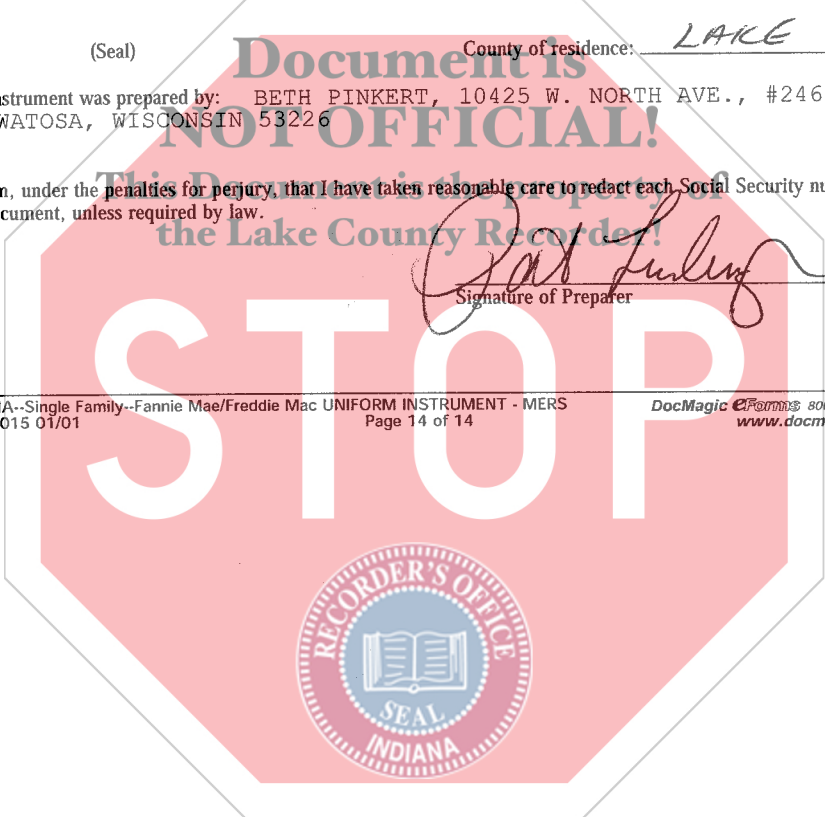 Document is
(Seal) County of residence: LAKE
nstrument was prepared by: BETH PINKERT, 10425 W. NORTH AVE., #246
WATOSA, WISCONSIN 53226
NOT OFFICIAL!
This Document is the property of
n, under the penalties for perjury, that I have taken reasonable care to redact each Social Security nu
cument, unless required by law.
the Lake County Recorder!
Signature of Preparer
STOP
A--Single Family--Fannie Mae/Freddie Mac UNIFORM INSTRUMENT - MERS DocMagic eForms 80
015 01/01 Page 14 of 14 www.docm
RECORDER'S OFFICE
SEAL
INDIANA